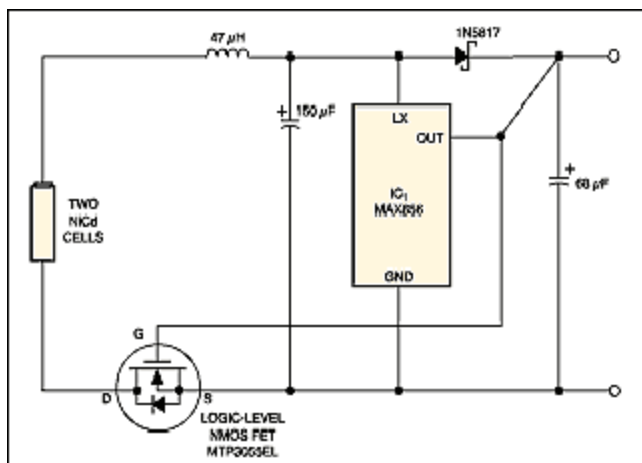 47 µH
1N5817
+
150 µF
LX
OUT
+
68 µF
IC1
MAX856
TWO
NiCd
CELLS
GND
G
D
S
LOGIC-LEVEL
NMOS FET
MTP3055EL